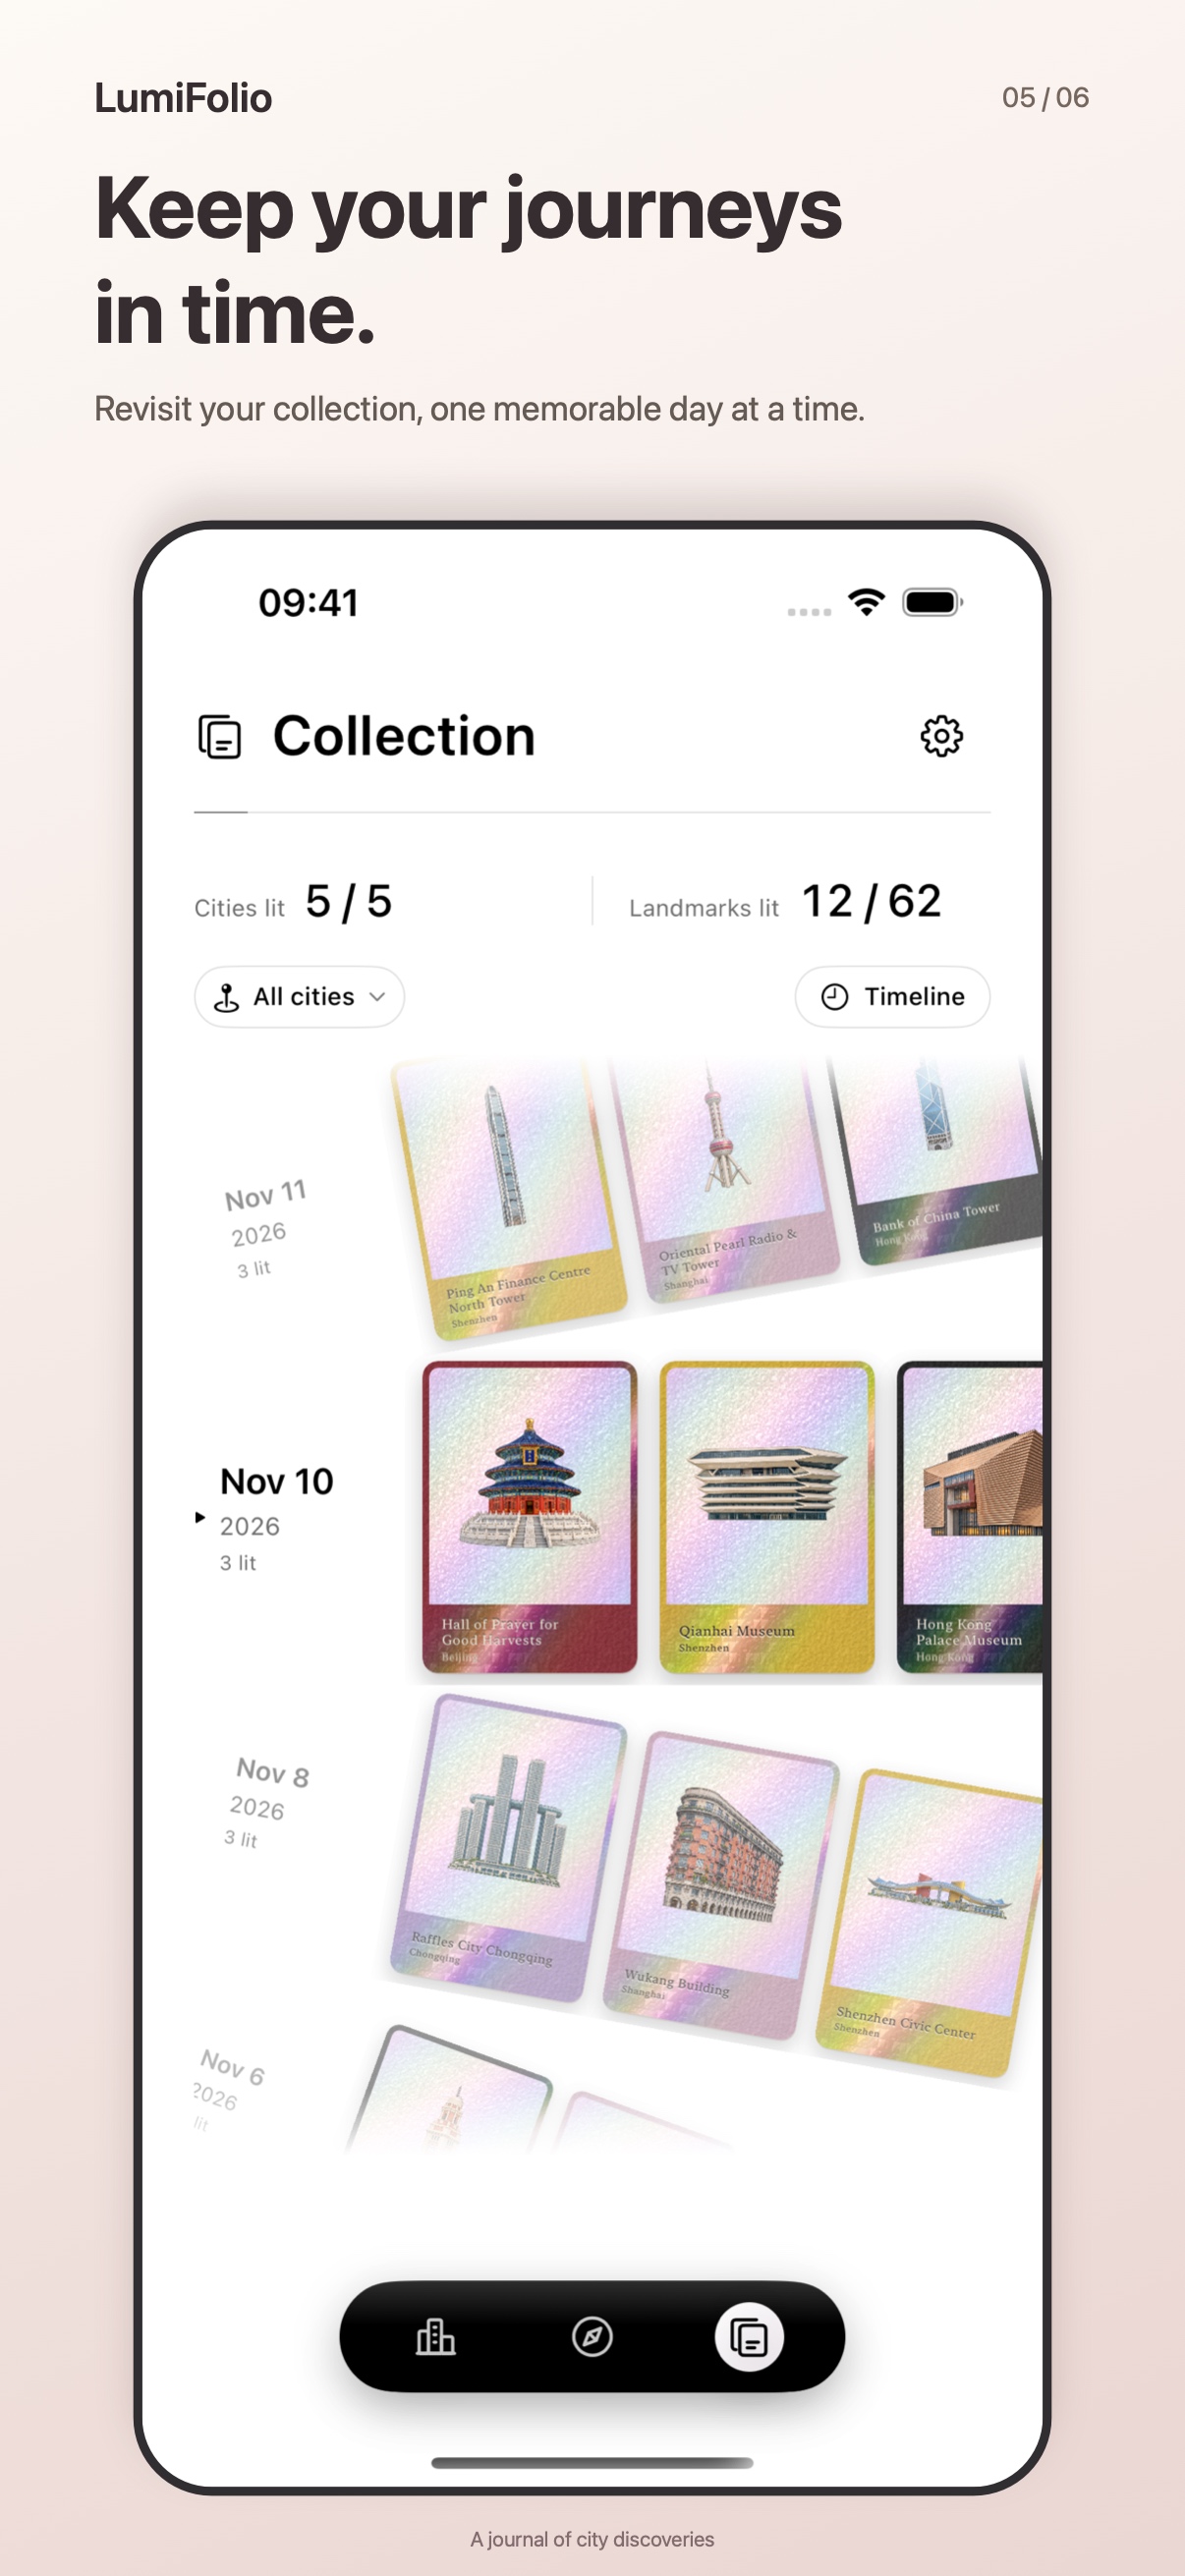 LumiFolio
05 / 06
Keep your journeys
in time.
Revisit your collection, one memorable day at a time.
09:41
Collection
Cities lit 5 / 5
Landmarks lit 12 / 62
All cities
Timeline
Nov 11
2026
3 lit
Ping An Finance Centre
North Tower
Shenzhen
Oriental Pearl Radio &
TV Tower
Shanghai
Bank of China Tower
Hong Kong
Nov 10
2026
3 lit
Hall of Prayer for
Good Harvests
Beijing
Qianhai Museum
Shenzhen
Hong Kong
Palace Museum
Hong Kong
Nov 8
2026
3 lit
Raffles City Chongqing
Chongqing
Wukang Building
Shanghai
Shenzhen Civic Center
Shenzhen
Nov 6
2026
lit
A journal of city discoveries